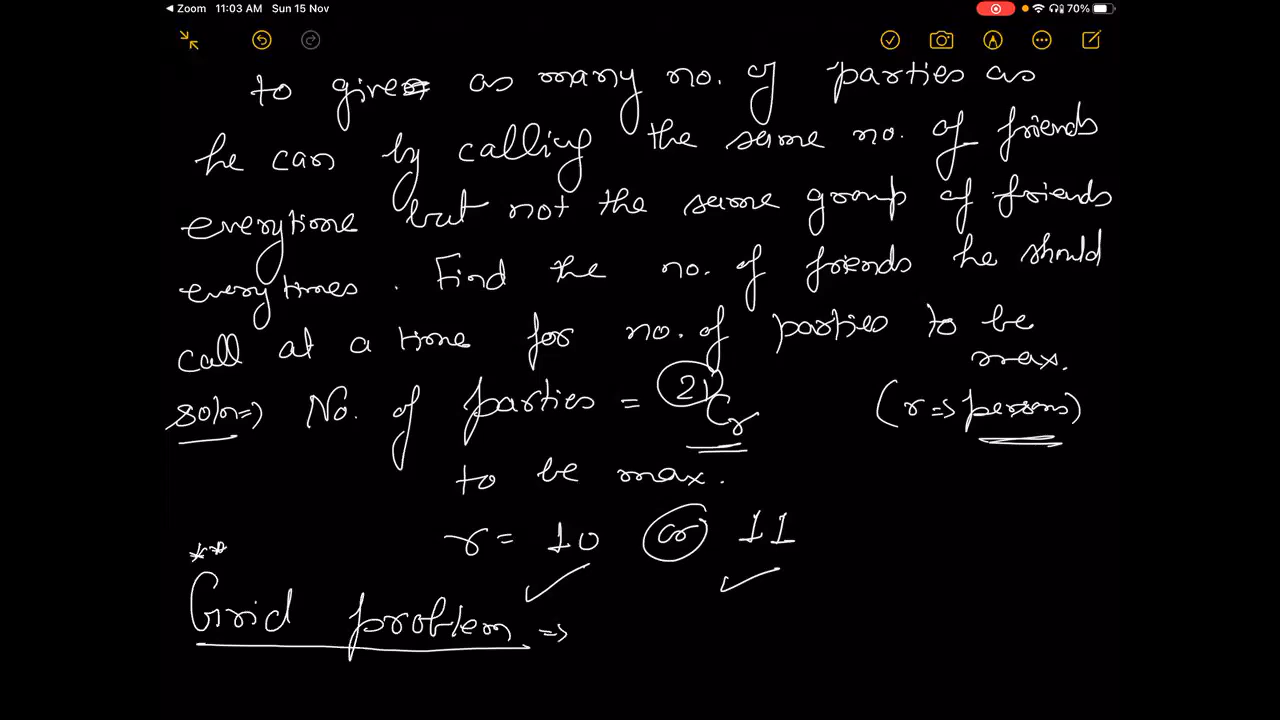 Zoom 11:03 AM Sun 15 Nov 70%
to given as many no. of parties as
he can by calling the same no. of friends
everytime but not the same group of friends
everytimes. Find the no. of friends he should
call at a time for no. of parties to be
max.
soln⇒ No. of parties = ²¹Cᵣ (r⇒persons)
to be max.
r = 10 or 11
**
Grid problem ⇒